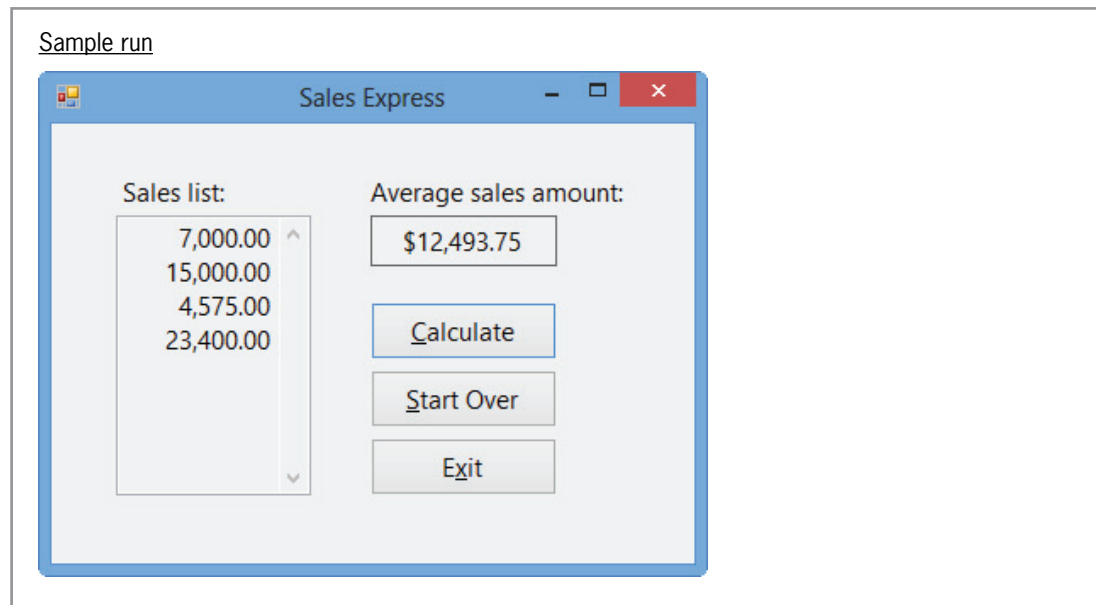 Sample run
Sales Express
Sales list:
7,000.00
15,000.00
4,575.00
23,400.00
Average sales amount:
$12,493.75
Calculate
Start Over
Exit